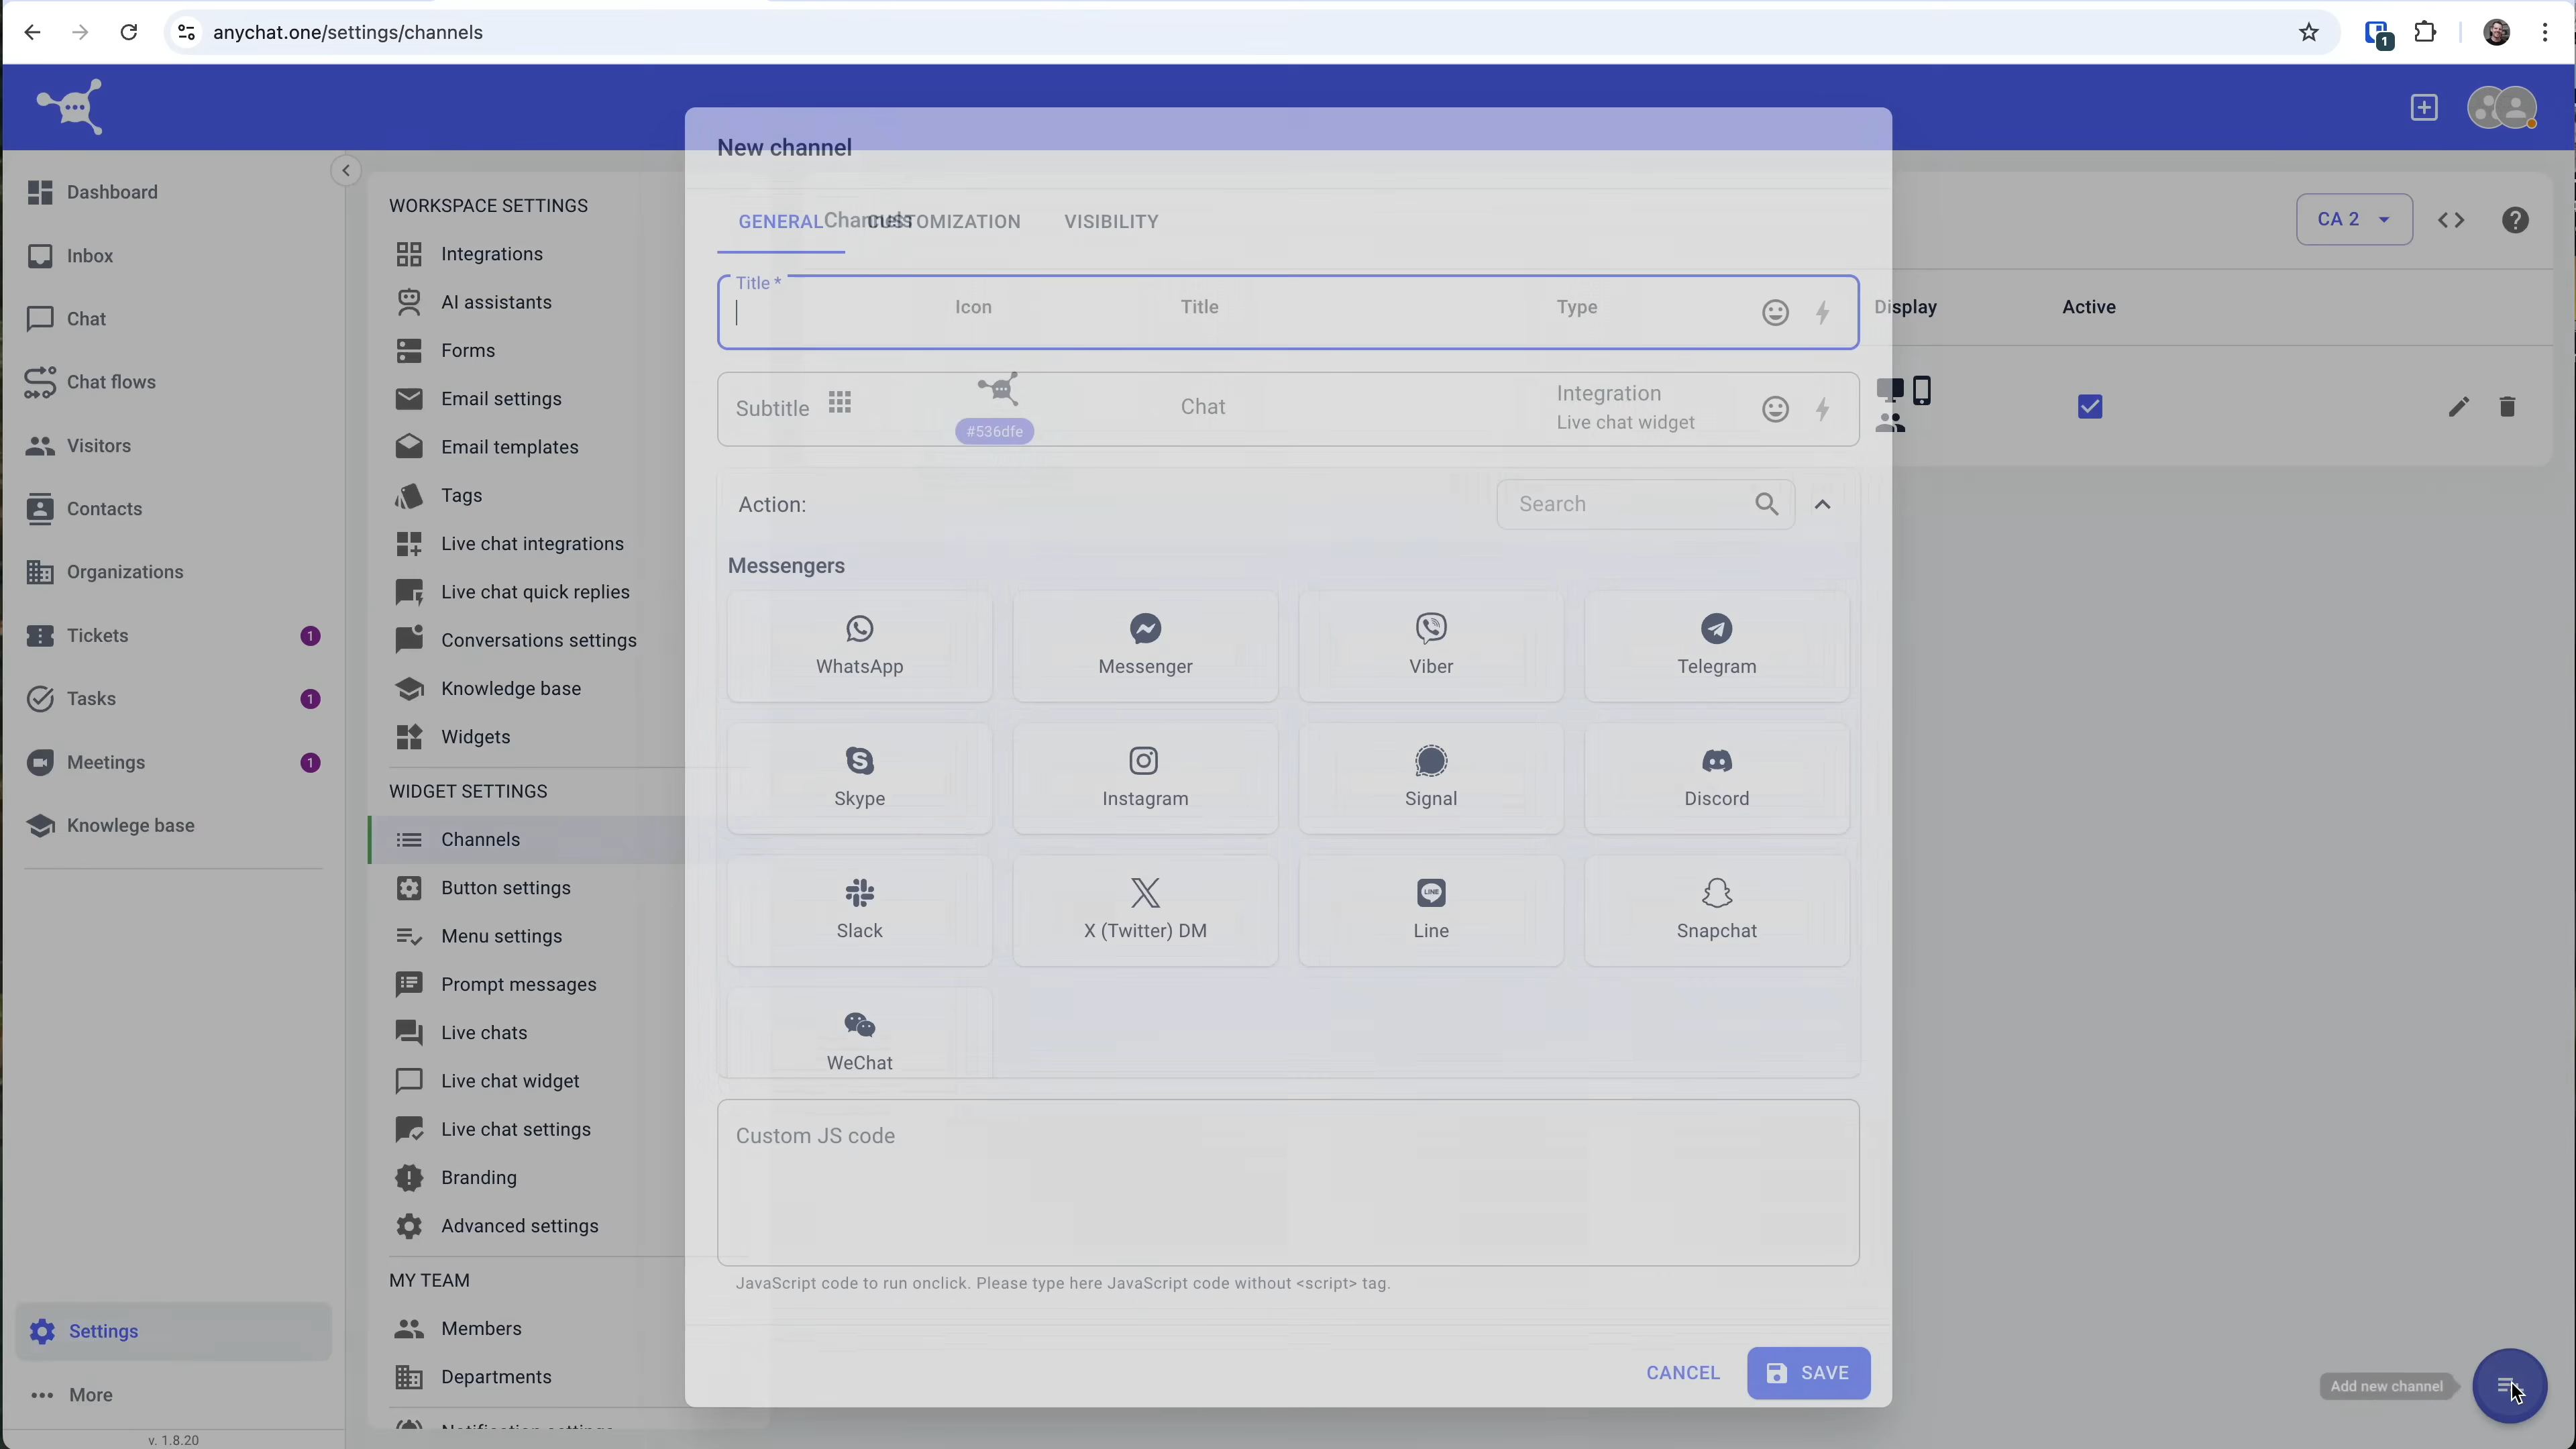 anychat.one/settings/channels
1
Dashboard
Inbox
Chat
Chat flows
Visitors
Contacts
Organizations
Tickets
1
Tasks
1
Meetings
1
Knowlege base
Settings
More
v. 1.8.20
WORKSPACE SETTINGS
Integrations
AI assistants
Forms
Email settings
Email templates
Tags
Live chat integrations
Live chat quick replies
Conversations settings
Knowledge base
Widgets
WIDGET SETTINGS
Channels
Button settings
Menu settings
Prompt messages
Live chats
Live chat widget
Live chat settings
Branding
Advanced settings
MY TEAM
Members
Departments
Notification settings
New channel
GENERAL
CUSTOMIZATION
VISIBILITY
Channels
Title *
Icon
Title
Type
Display
Active
Subtitle
#536dfe
Chat
Integration
Live chat widget
Action:
Search
Messengers
WhatsApp
Messenger
Viber
Telegram
Skype
Instagram
Signal
Discord
Slack
X (Twitter) DM
LINE
Line
Snapchat
WeChat
Custom JS code
JavaScript code to run onclick. Please type here JavaScript code without <script> tag.
CANCEL
SAVE
CA 2
Add new channel